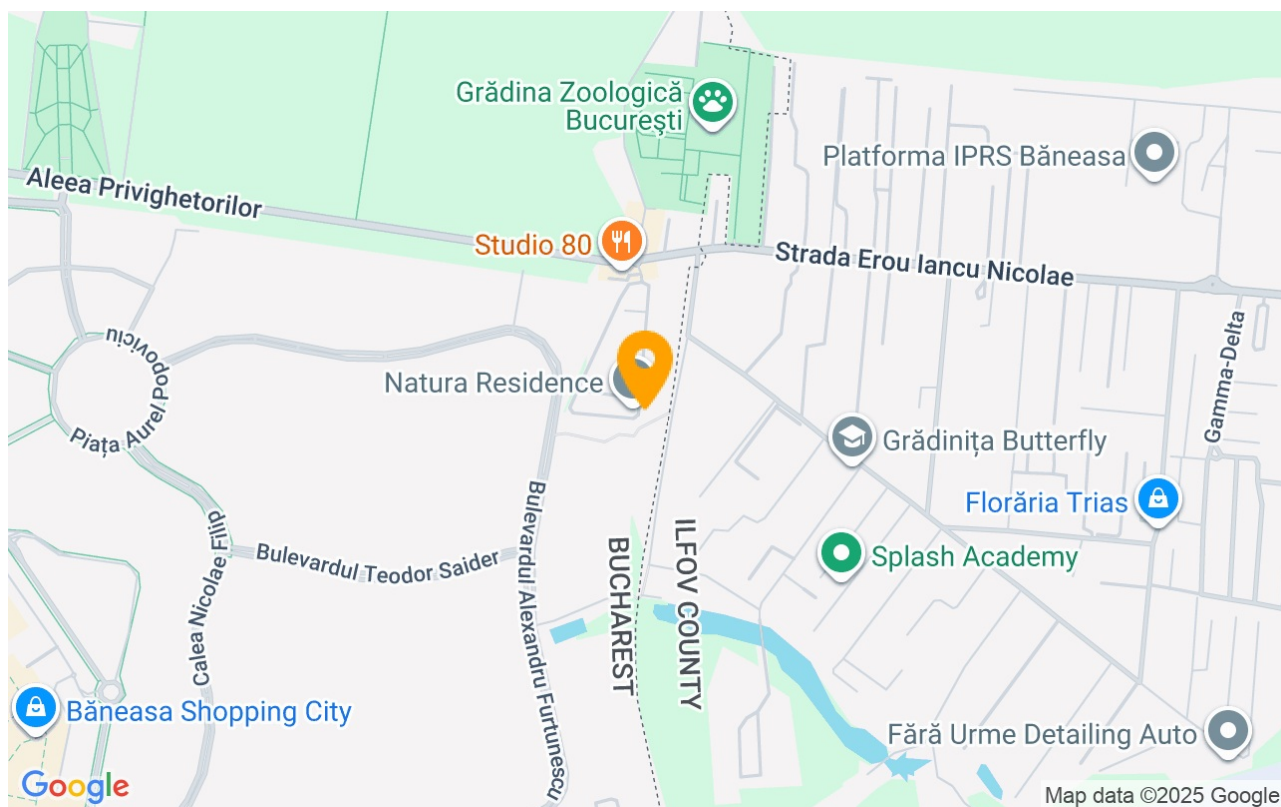 Grădina Zoologică
Bucureşti
Platforma IPRS Băneasa
Aleea Privighetorilor
Studio 80
Strada Erou Iancu Nicolae
Piața Aurel Popoviciu
Natura Residence
Gamma-Delta
Grădinița Butterfly
Florăria Trias
Calea Nicolae Filip
Bulevardul Teodor Saider
Bulevardul Alexandru Furtunescu
BUCHAREST
ILFOV COUNTY
Splash Academy
Băneasa Shopping City
Fără Urme Detailing Auto
Google
Map data ©2025 Google